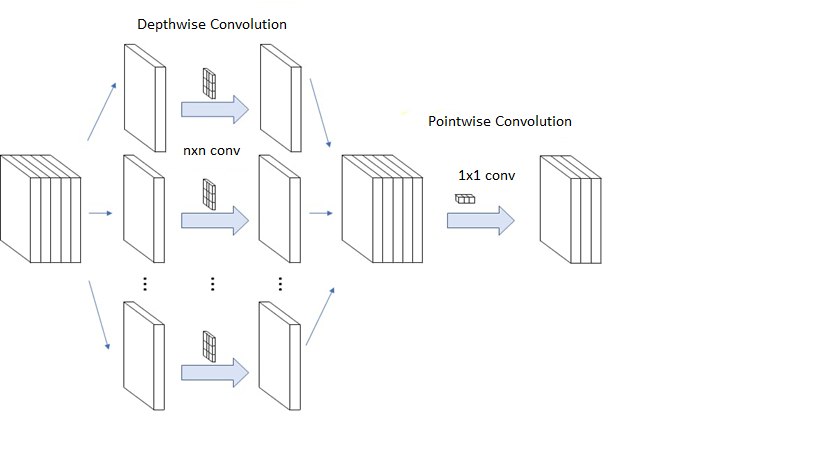 Depthwise Convolution
nxn conv
Pointwise Convolution
1x1 conv